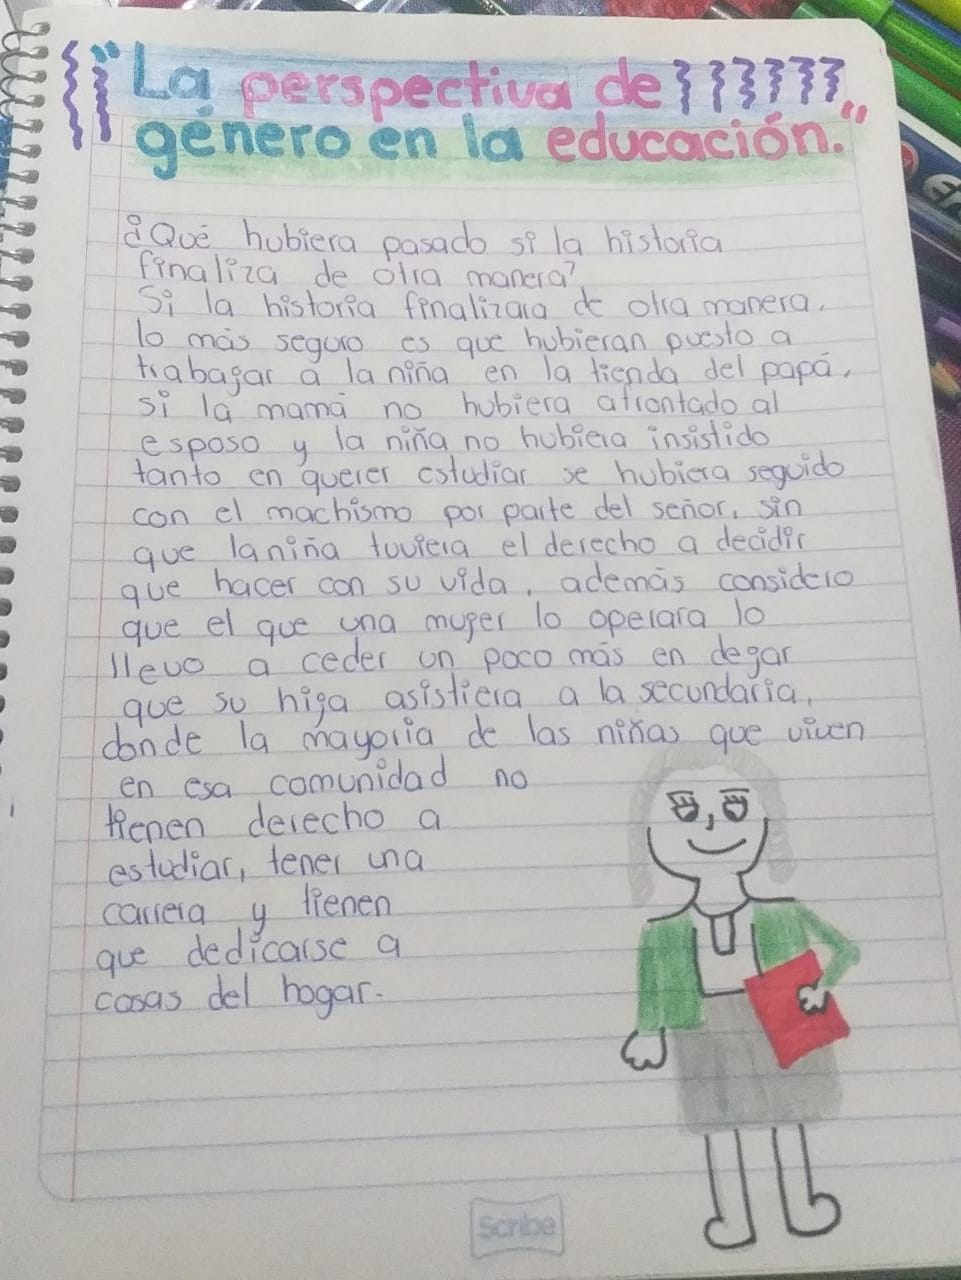 "La perspectiva de
género en la educación."
¿Qué hubiera pasado si la historia
finaliza de otra manera?
Si la historia finalizara de otra manera.
lo más seguro es que hubieran puesto a
trabagar a la niña en la tienda del papá,
si la mamá no hubiera afrontado al
esposo y la niña no hubiera insistido
tanto en querer estudiar se hubiera seguido
con el machismo por parte del señor, sin
que la niña tuviera el derecho a decidir
que hacer con su vida, además considero
que el que una muger lo operara lo
llevo a ceder un poco más en degar
que su higa asistiera a la secundaria,
donde la mayoria de las niñas que viven
en esa comunidad no
tienen derecho a
estudiar, tener una
carrera y tienen
que dedicarse a
cosas del hogar.
Scribe